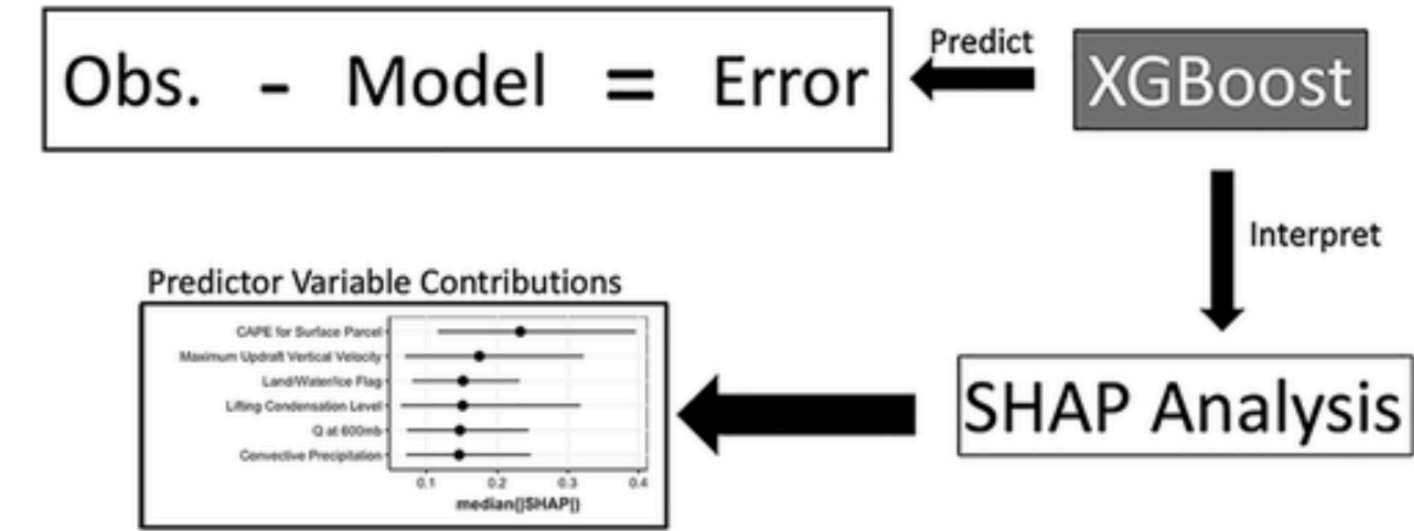 Obs. - Model = Error
Predict
XGBoost
Interpret
SHAP Analysis
Predictor Variable Contributions
CAPE for Surface Parcel
Maximum Updraft Vertical Velocity
Land/Water/Ice Flag
Lifting Condensation Level
Q at 600mb
Convective Precipitation
0.1 0.2 0.3 0.4
median(|SHAP|)